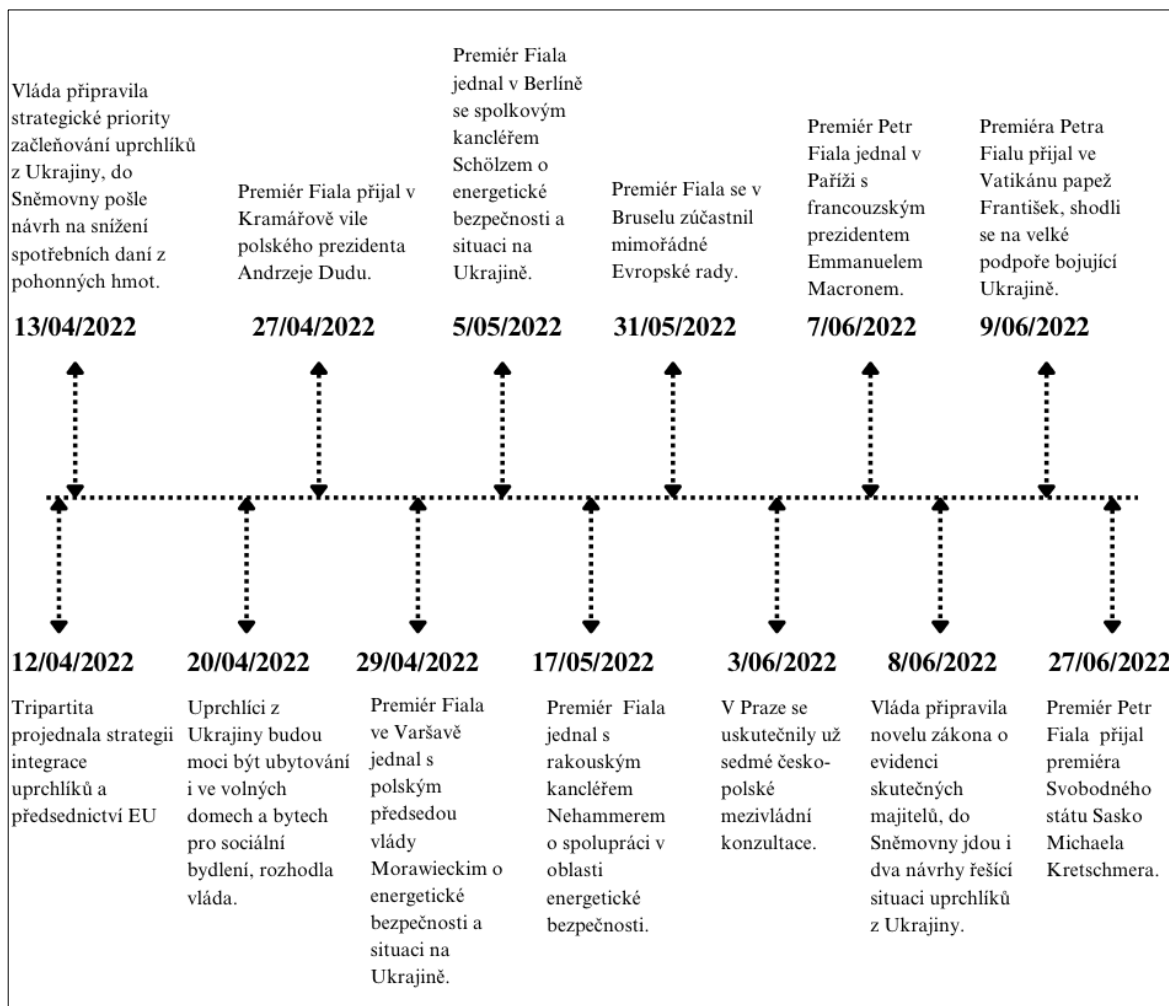 Vláda připravila
strategické priority
začleňování uprchlíků
z Ukrajiny, do
Sněmovny pošle
návrh na snížení
spotřebních daní z
pohonných hmot.
13/04/2022
Premiér Fiala přijal v
Kramářově vile
polského prezidenta
Andrzeje Dudu.
27/04/2022
Premiér Fiala
jednal v Berlíně
se spolkovým
kancléřem
Schölzem o
energetické
bezpečnosti a
situaci na
Ukrajině.
5/05/2022
Premiér Fiala se v
Bruselu zúčastnil
mimořádné
Evropské rady.
31/05/2022
Premiér Petr
Fiala jednal v
Paříži s
francouzským
prezidentem
Emmanuelem
Macronem.
7/06/2022
Premiéra Petra
Fialu přijal ve
Vatikánu papež
František, shodli
se na velké
podpoře bojující
Ukrajině.
9/06/2022
12/04/2022
Tripartita
projednala strategii
integrace
uprchlíků a
předsednictví EU
20/04/2022
Uprchlíci z
Ukrajiny budou
moci být ubytování
i ve volných
domech a bytech
pro sociální
bydlení, rozhodla
vláda.
29/04/2022
Premiér Fiala
ve Varšavě
jednal s
polským
předsedou
vlády
Morawieckim o
energetické
bezpečnosti a
situaci na
Ukrajině.
17/05/2022
Premiér Fiala
jednal s
rakouským
kancléřem
Nehammerem
o spolupráci v
oblasti
energetické
bezpečnosti.
3/06/2022
V Praze se
uskutečnily už
sedmé česko-
polské
mezivládní
konzultace.
8/06/2022
Vláda připravila
novelu zákona o
evidenci
skutečných
majitelů, do
Sněmovny jdou i
dva návrhy řešící
situaci uprchlíků
z Ukrajiny.
27/06/2022
Premiér Petr
Fiala přijal
premiéra
Svobodného
státu Sasko
Michaela
Kretschmera.